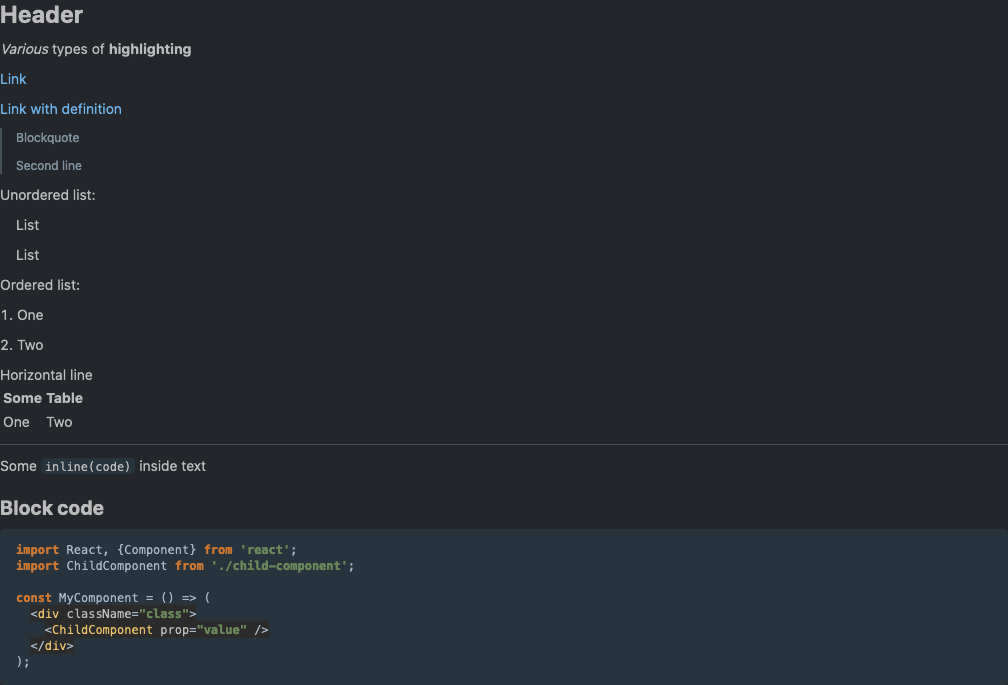 Header
Various types of highlighting
Link
Link with definition
Blockquote
Second line
Unordered list:
List
List
Ordered list:
1. One
2. Two
Horizontal line
Some Table
One Two
Some inline(code) inside text
Block code
import React, {Component} from 'react';
import ChildComponent from './child-component';
const MyComponent = () => (
<div className="class">
<ChildComponent prop="value" />
</div>
);